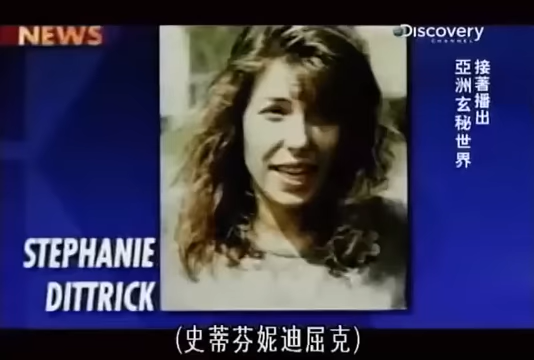 NEWS
Discovery
CHANNEL
接著播出
亞洲玄秘世界
STEPHANIE
DITTRICK
(史蒂芬妮迪屈克)